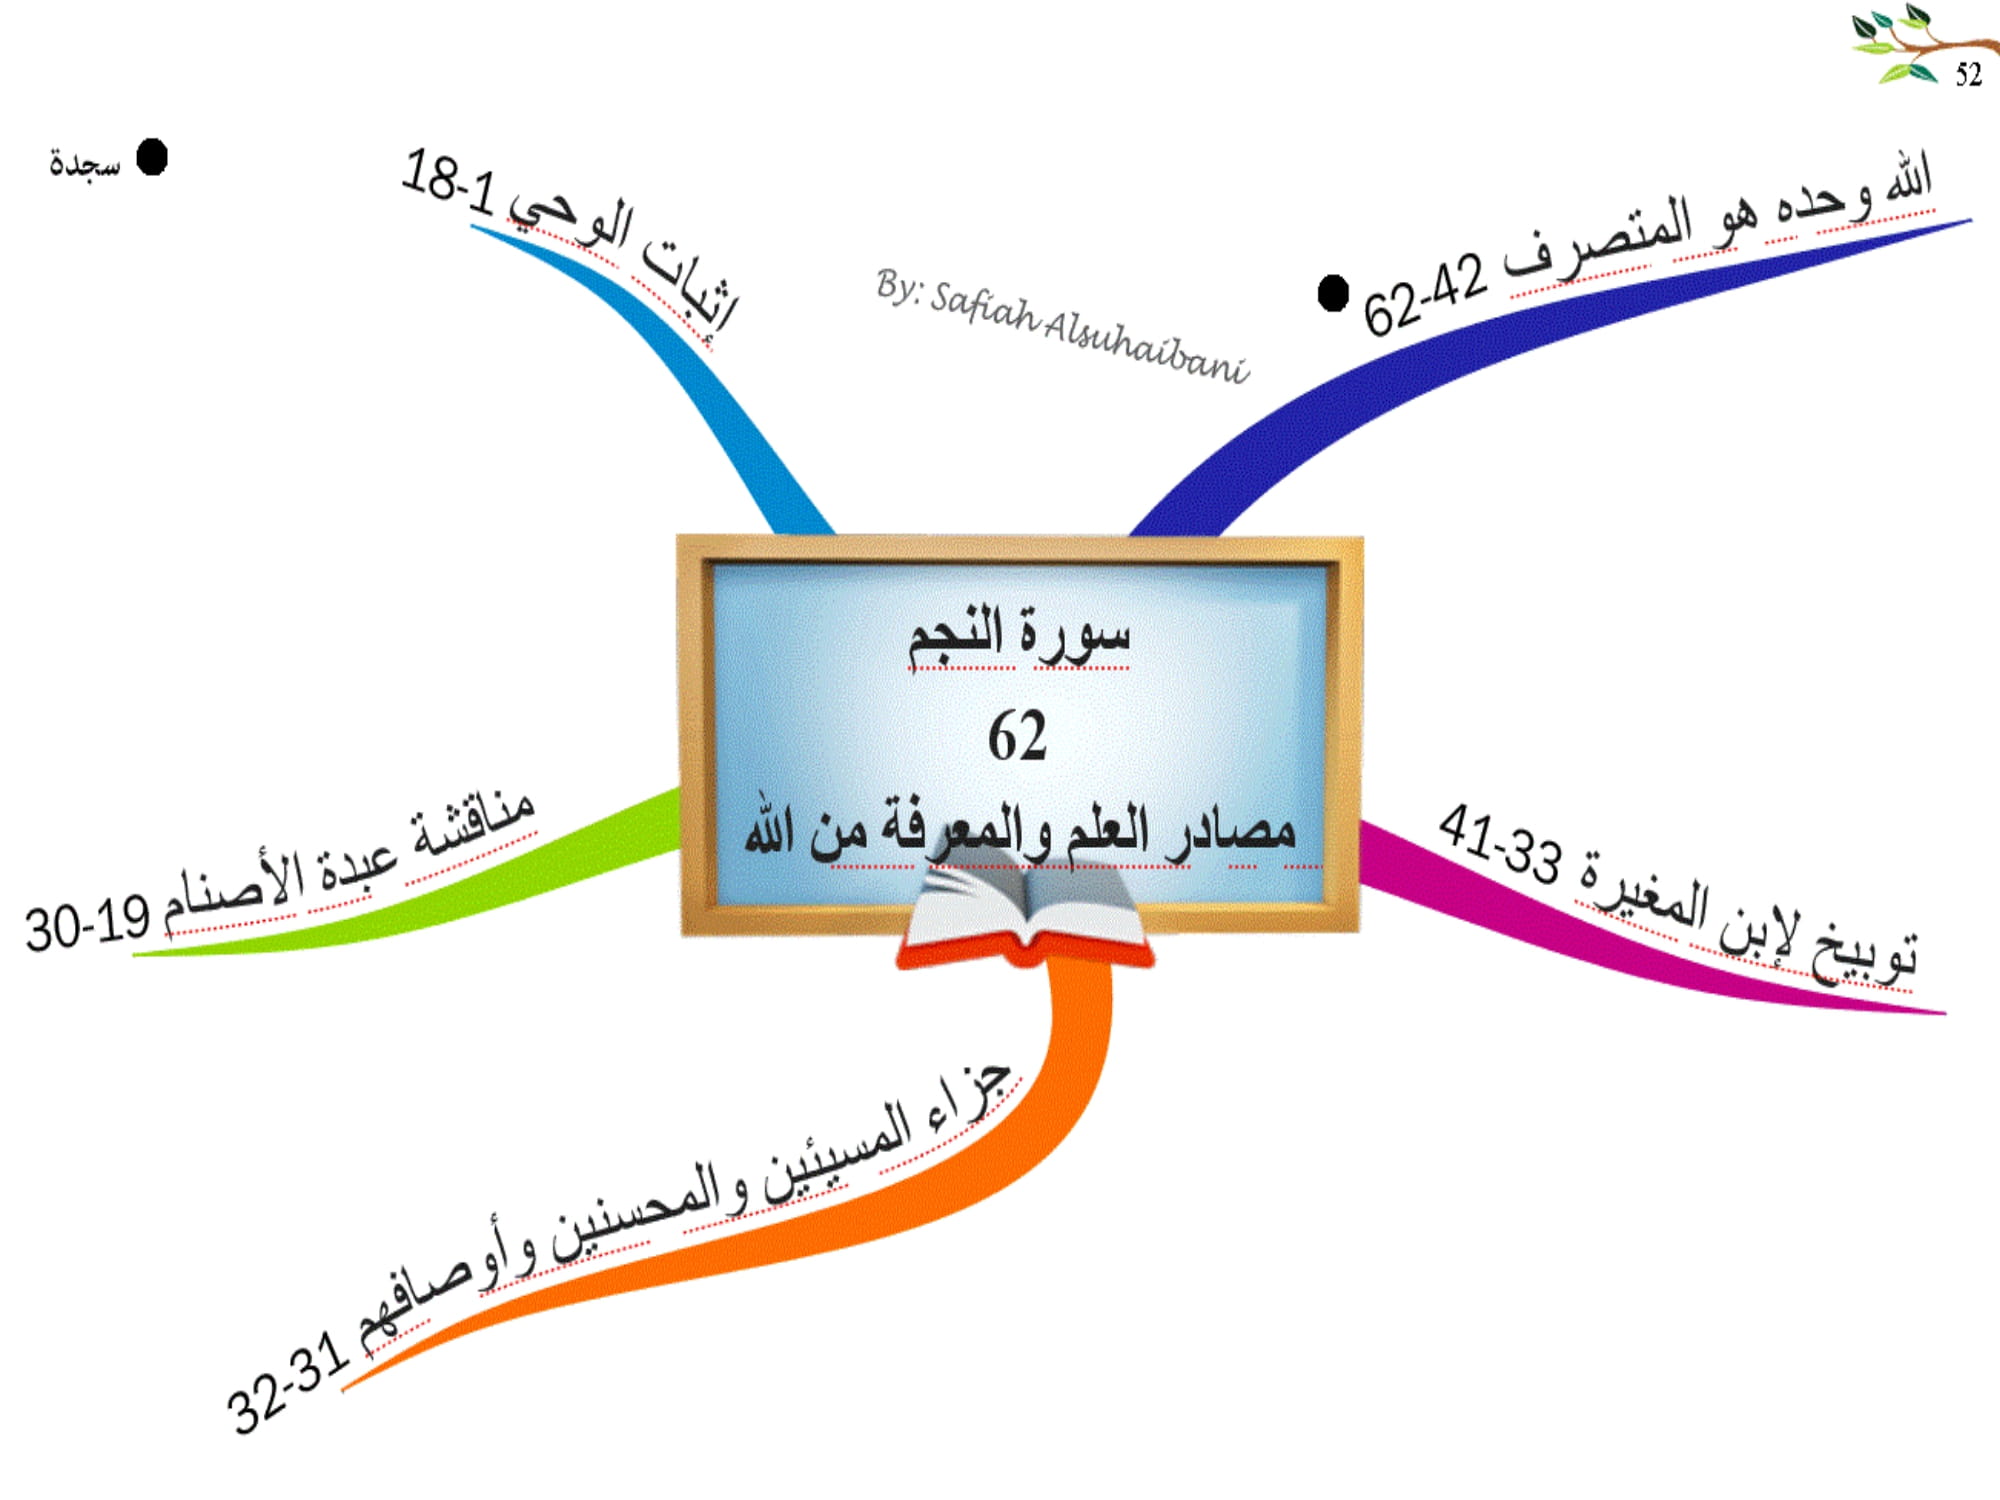 52
سجدة
إثبات الوحي 1-18
By: Safiah Alsuhaibani
الله وحده هو المتصرف 42-62
سورة النجم
62
مصادر العلم والمعرفة من الله
مناقشة عبدة الأصنام 19-30
توبيخ لإبن المغيرة 33-41
جزاء المسيئين والمحسنين وأوصافهم 31-32